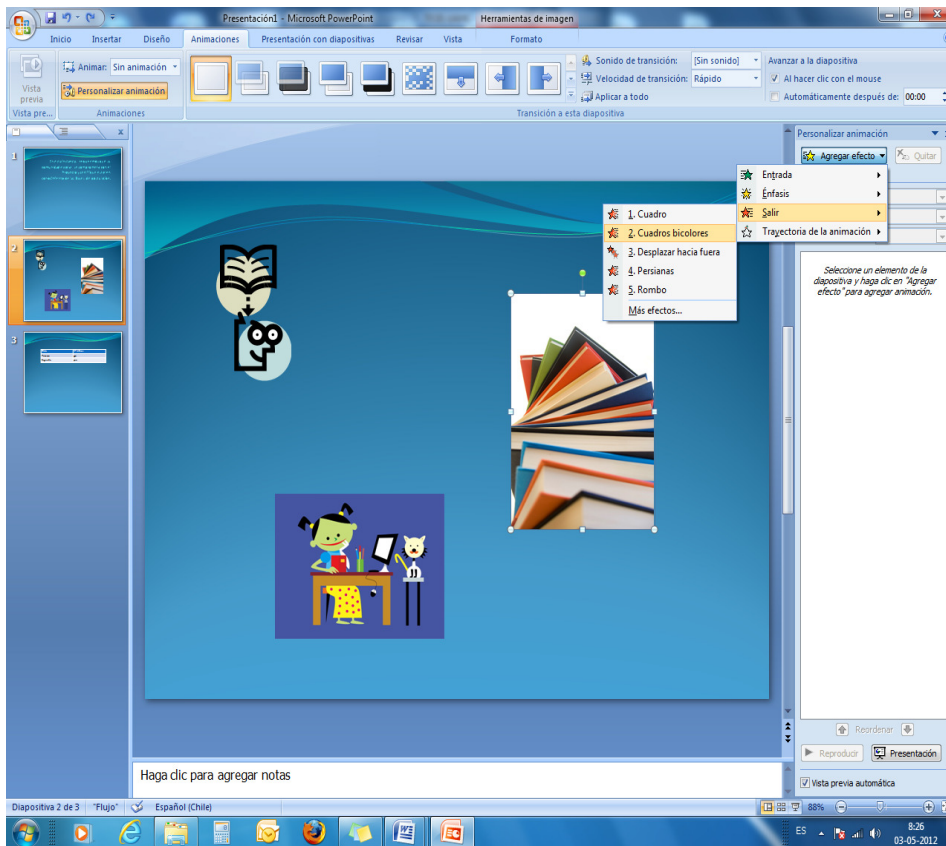 Presentación1 - Microsoft PowerPoint
Herramientas de imagen
Inicio Insertar Diseño Animaciones Presentación con diapositivas Revisar Vista Formato
Vista previa
Animar: Sin animación
Personalizar animación
Sonido de transición: [Sin sonido]
Velocidad de transición: Rápido
Aplicar a todo
Avanzar a la diapositiva
Al hacer clic con el mouse
Automáticamente después de: 00:00
Vista pre... Animaciones Transición a esta diapositiva
Personalizar animación
Agregar efecto Quitar
Entrada
Énfasis
Salir
Trayectoria de la animación
1. Cuadro
2. Cuadros bicolores
3. Desplazar hacia fuera
4. Persianas
5. Rombo
Más efectos...
Seleccione un elemento de la
diapositiva y haga clic en "Agregar
efecto" para agregar animación.
1
2
3
Reordenar
Reproducir Presentación
Vista previa automática
Haga clic para agregar notas
Diapositiva 2 de 3 "Flujo" Español (Chile) 88%
ES 8:26
03-05-2012